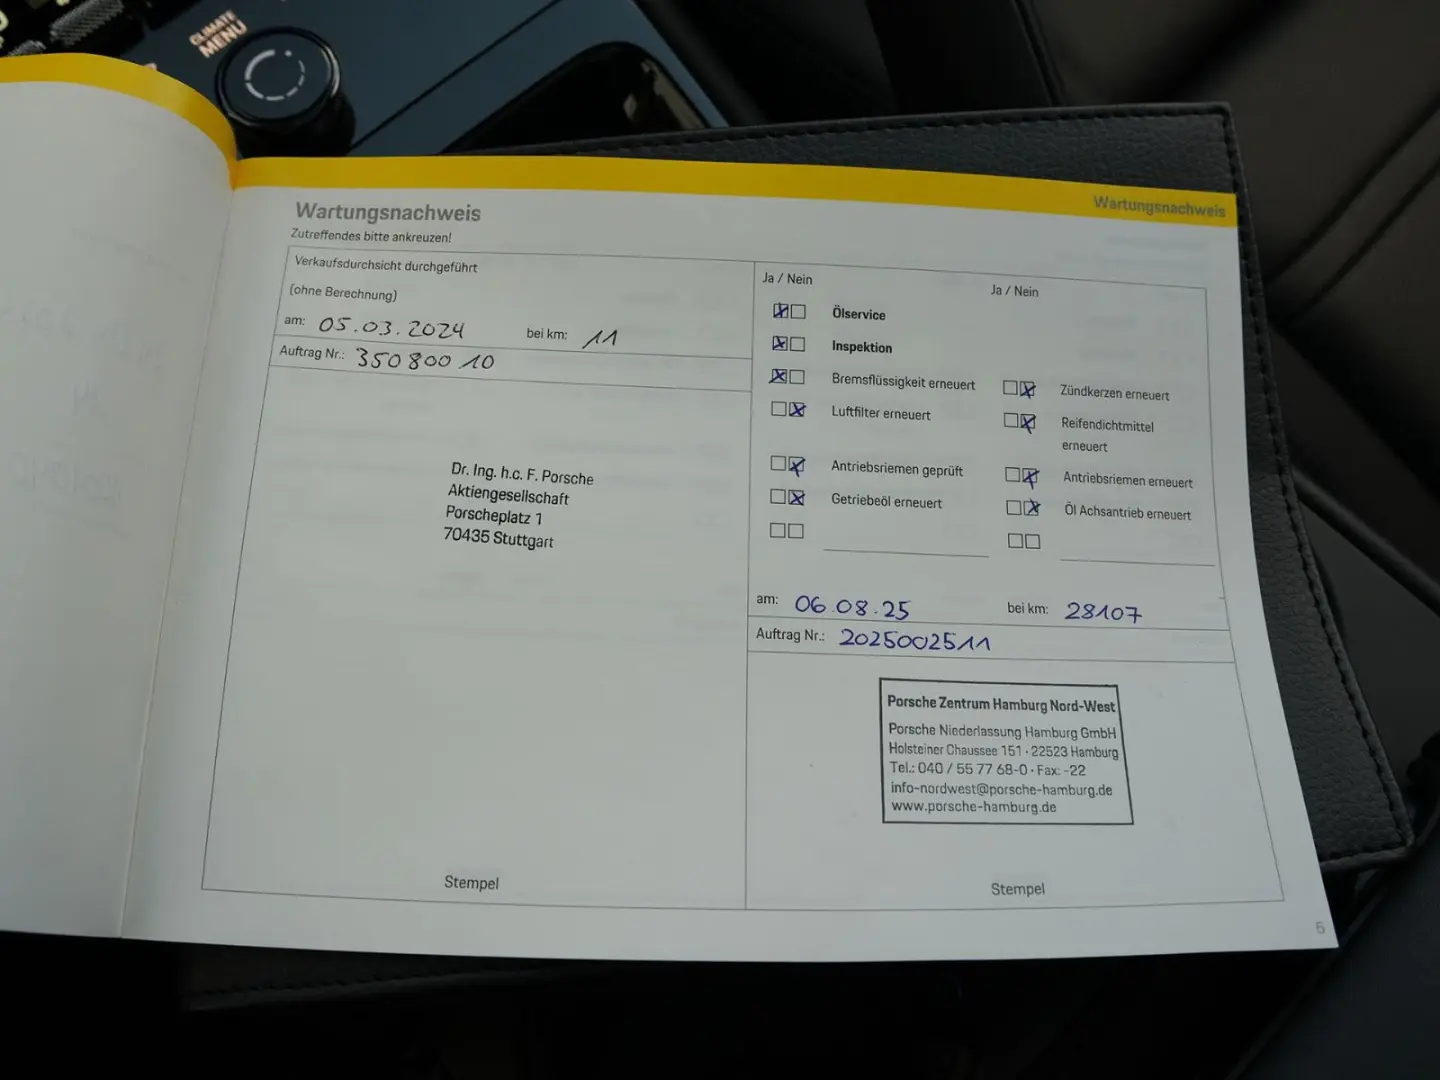 CLIMATE
MENU
Wartungsnachweis
Wartungsnachweis
Zutreffendes bitte ankreuzen!
Verkaufsdurchsicht durchgeführt
(ohne Berechnung)
am: 05.03.2024 bei km: 11
Auftrag Nr.: 35080010
Dr. Ing. h.c. F. Porsche
Aktiengesellschaft
Porscheplatz 1
70435 Stuttgart
Stempel
Ja / Nein Ja / Nein
Ölservice
Inspektion
Bremsflüssigkeit erneuert Zündkerzen erneuert
Luftfilter erneuert Reifendichtmittel
erneuert
Antriebsriemen geprüft Antriebsriemen erneuert
Getriebeöl erneuert Öl Achsantrieb erneuert
am: 06.08.25 bei km: 28107
Auftrag Nr.: 2025002511
Porsche Zentrum Hamburg Nord-West
Porsche Niederlassung Hamburg GmbH
Holsteiner Chaussee 151 · 22523 Hamburg
Tel.: 040 / 55 77 68-0 · Fax: -22
info-nordwest@porsche-hamburg.de
www.porsche-hamburg.de
Stempel
5